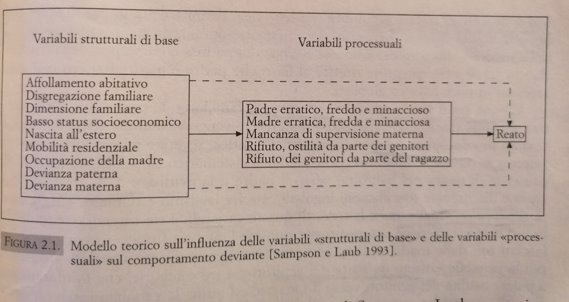 Variabili strutturali di base
Variabili processuali
Affollamento abitativo
Disgregazione familiare
Dimensione familiare
Basso status socioeconomico
Nascita all'estero
Mobilità residenziale
Occupazione della madre
Devianza paterna
Devianza materna
Padre erratico, freddo e minaccioso
Madre erratica, fredda e minacciosa
Mancanza di supervisione materna
Rifiuto, ostilità da parte dei genitori
Rifiuto dei genitori da parte del ragazzo
Reato
FIGURA 2.1. Modello teorico sull'influenza delle variabili «strutturali di base» e delle variabili «proces-
suali» sul comportamento deviante [Sampson e Laub 1993].